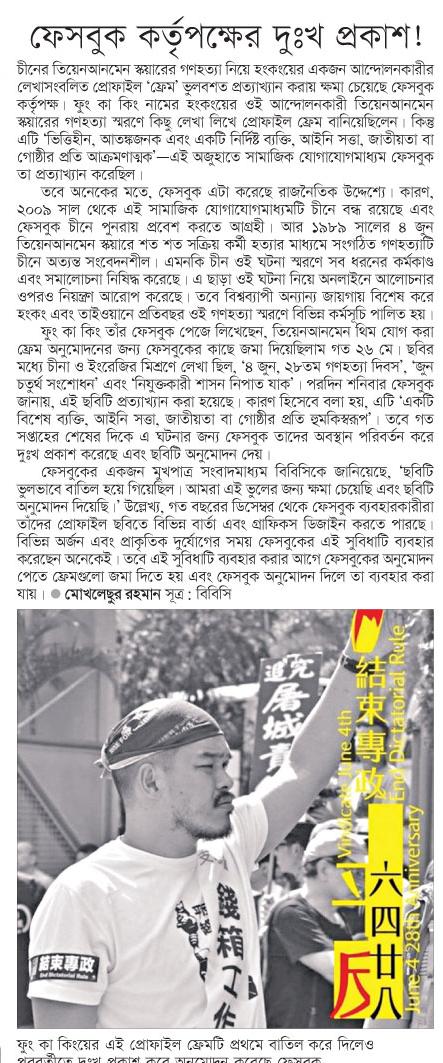 ফেসবুক কর্তৃপক্ষের দুঃখ প্রকাশ!
চীনের তিয়েনআনমেন স্কয়ারের গণহত্যা নিয়ে হংকংয়ের একজন আন্দোলনকারীর
লেখাসংবলিত প্রোফাইল ‘ফ্রেম’ ভুলবশত প্রত্যাখ্যান করায় ক্ষমা চেয়েছে ফেসবুক
কর্তৃপক্ষ। ফুং কা কিং নামের হংকংয়ের ওই আন্দোলনকারী তিয়েনআনমেন
স্কয়ারের গণহত্যা স্মরণে কিছু লেখা লিখে প্রোফাইল ফ্রেম বানিয়েছিলেন। কিন্তু
এটি ‘ভিত্তিহীন, আতঙ্কজনক এবং একটি নির্দিষ্ট ব্যক্তি, আইনি সত্তা, জাতীয়তা বা
গোষ্ঠীর প্রতি আক্রমণাত্মক’—এই অজুহাতে সামাজিক যোগাযোগমাধ্যম ফেসবুক
তা প্রত্যাখ্যান করেছিল।
তবে অনেকের মতে, ফেসবুক এটা করেছে রাজনৈতিক উদ্দেশ্যে। কারণ,
২০০৯ সাল থেকে এই সামাজিক যোগাযোগমাধ্যমটি চীনে বন্ধ রয়েছে এবং
ফেসবুক চীনে পুনরায় প্রবেশ করতে আগ্রহী। আর ১৯৮৯ সালের ৪ জুন
তিয়েনআনমেন স্কয়ারে শত শত সক্রিয় কর্মী হত্যার মাধ্যমে সংগঠিত গণহত্যাটি
চীনে অত্যন্ত সংবেদনশীল। এমনকি চীন ওই ঘটনা স্মরণে সব ধরনের কর্মকাণ্ড
এবং সমালোচনা নিষিদ্ধ করেছে। এ ছাড়া ওই ঘটনা নিয়ে অনলাইনে আলোচনার
ওপরও নিয়ন্ত্রণ আরোপ করেছে। তবে বিশ্বব্যাপী অন্যান্য জায়গায় বিশেষ করে
হংকং এবং তাইওয়ানে প্রতিবছর ওই গণহত্যা স্মরণে বিভিন্ন কর্মসূচি পালিত হয়।
ফুং কা কিং তাঁর ফেসবুক পেজে লিখেছেন, তিয়েনআনমেন থিম যোগ করা
ফ্রেম অনুমোদনের জন্য ফেসবুকের কাছে জমা দিয়েছিলাম গত ২৬ মে। ছবির
মধ্যে চীনা ও ইংরেজির মিশ্রণে লেখা ছিল, ‘৪ জুন, ২৮তম গণহত্যা দিবস’, ‘জুন
চতুর্থ সংশোধন’ এবং ‘নিযুক্তকারী শাসন নিপাত যাক’। পরদিন শনিবার ফেসবুক
জানায়, এই ছবিটি প্রত্যাখ্যান করা হয়েছে। কারণ হিসেবে বলা হয়, এটি ‘একটি
বিশেষ ব্যক্তি, আইনি সত্তা, জাতীয়তা বা গোষ্ঠীর প্রতি হুমকিস্বরূপ’। তবে গত
সপ্তাহের শেষের দিকে এ ঘটনার জন্য ফেসবুক তাদের অবস্থান পরিবর্তন করে
দুঃখ প্রকাশ করেছে এবং ছবিটি অনুমোদন দেয়।
ফেসবুকের একজন মুখপাত্র সংবাদমাধ্যম বিবিসিকে জানিয়েছে, ‘ছবিটি
ভুলভাবে বাতিল হয়ে গিয়েছিল। আমরা এই ভুলের জন্য ক্ষমা চেয়েছি এবং ছবিটি
অনুমোদন দিয়েছি।’ উল্লেখ্য, গত বছরের ডিসেম্বর থেকে ফেসবুক ব্যবহারকারীরা
তাঁদের প্রোফাইল ছবিতে বিভিন্ন বার্তা এবং গ্রাফিকস ডিজাইন করতে পারছে।
বিভিন্ন অর্জন এবং প্রাকৃতিক দুর্যোগের সময় ফেসবুকের এই সুবিধাটি ব্যবহার
করেছেন অনেকেই। তবে এই সুবিধাটি ব্যবহার করার আগে ফেসবুকের অনুমোদন
পেতে ফ্রেমগুলো জমা দিতে হয় এবং ফেসবুক অনুমোদন দিলে তা ব্যবহার করা
যায়। ● মোখলেছুর রহমান সূত্র : বিবিসি
追究
屠城責
結束專政
End Dictatorial Rule
Vindicate June 4th
六四廿八
June 4 28th Anniversary
平反
錢箱工作
結束專政
End Dictatorial Rule
ফুং কা কিংয়ের এই প্রোফাইল ফ্রেমটি প্রথমে বাতিল করে দিলেও
পরবর্তীতে দুঃখ প্রকাশ করে অনুমোদন করেছে ফেসবুক